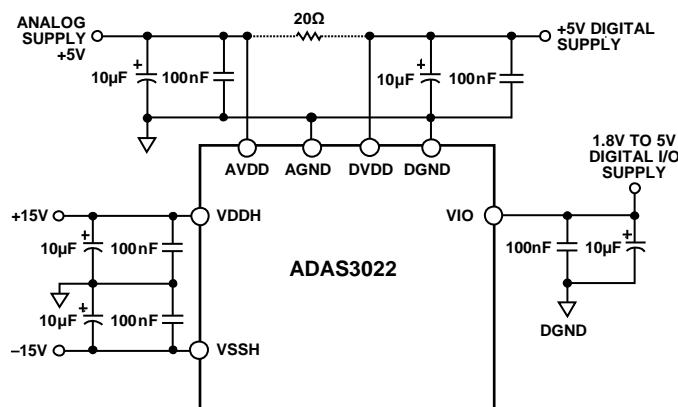 ANALOG
SUPPLY
+5V
20Ω
+5V DIGITAL
SUPPLY
+
10µF
100nF
+
10µF
100nF
AVDD
AGND
DVDD
DGND
1.8V TO 5V
DIGITAL I/O
SUPPLY
+15V
VDDH
VIO
+
10µF
100nF
ADAS3022
100nF
10µF
+
+
10µF
100nF
DGND
–15V
VSSH